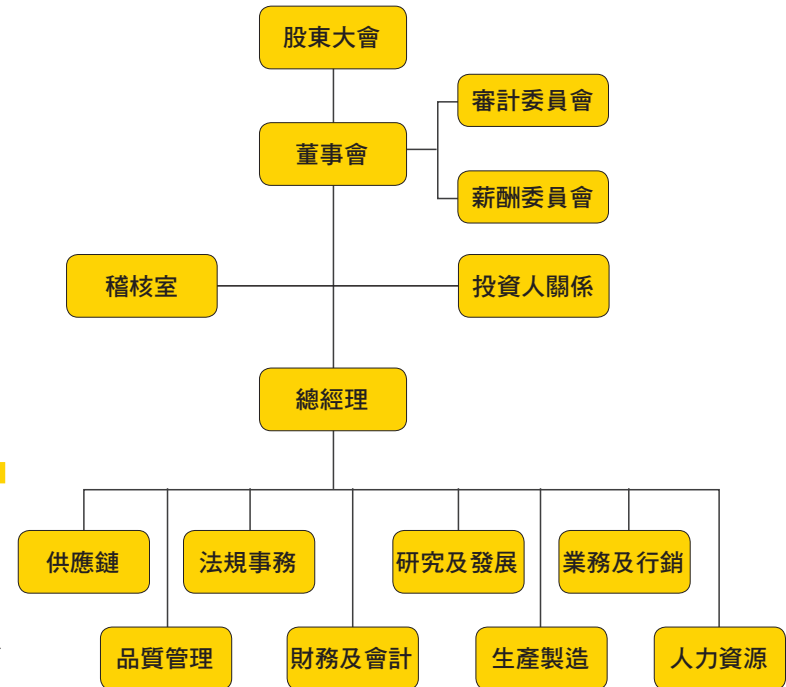 股東大會
審計委員會
董事會
薪酬委員會
稽核室
投資人關係
總經理
供應鏈
法規事務
研究及發展
業務及行銷
品質管理
財務及會計
生產製造
人力資源